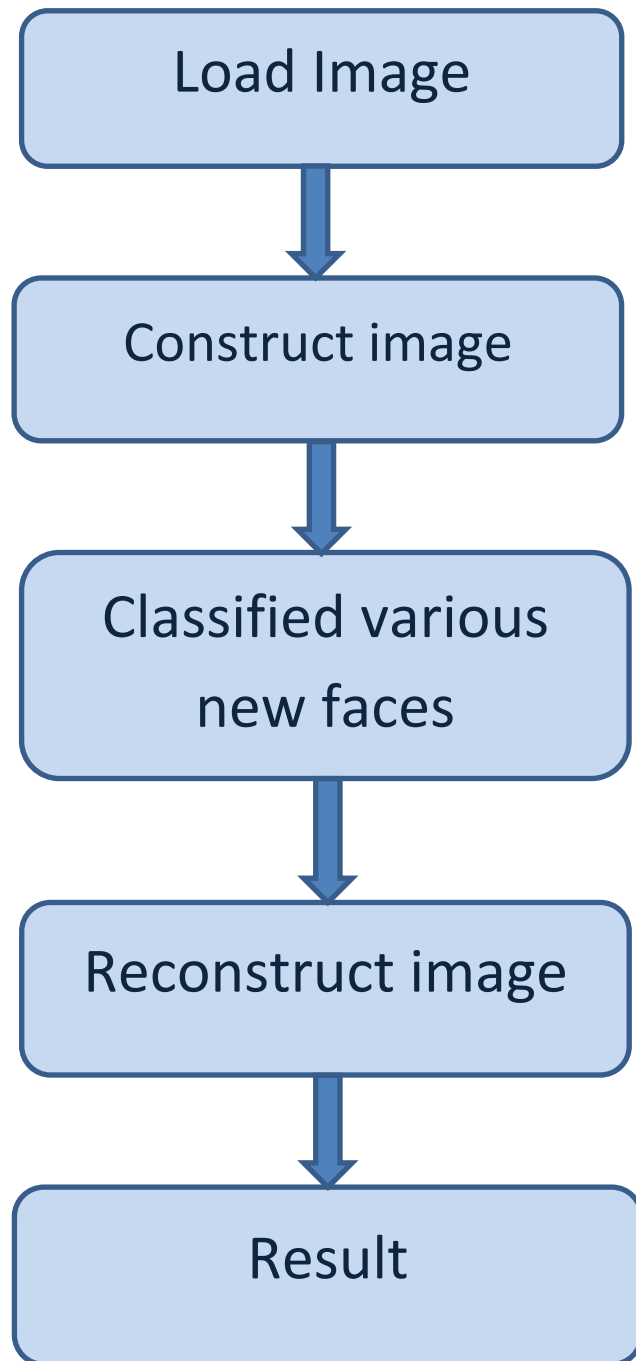 Load Image
Construct image
Classified various
new faces
Reconstruct image
Result